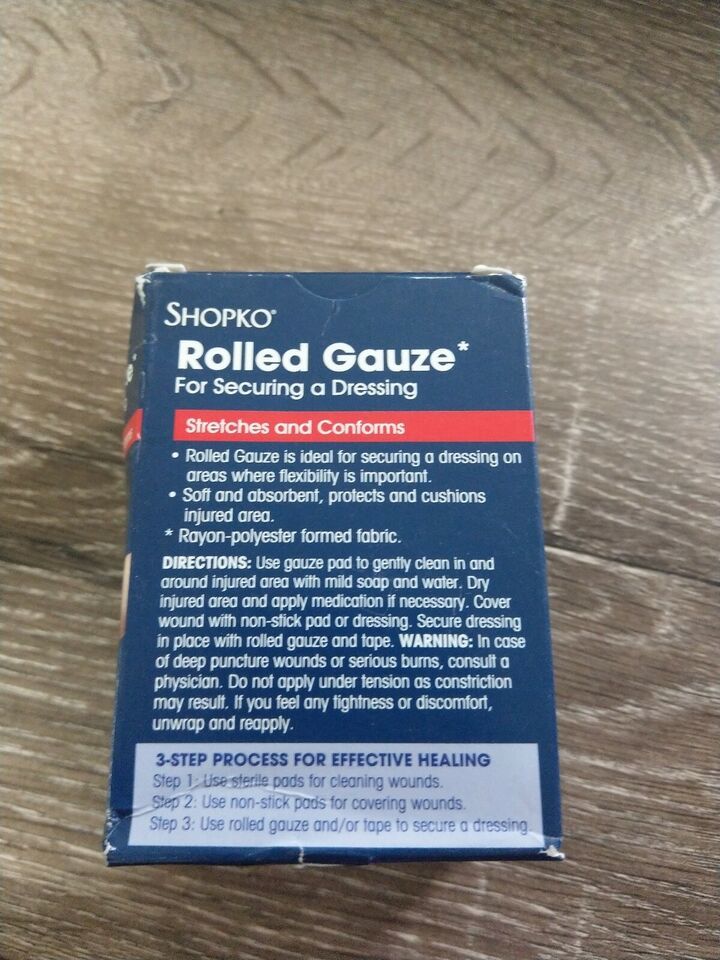 SHOPKO®
Rolled Gauze*
For Securing a Dressing
Stretches and Conforms
• Rolled Gauze is ideal for securing a dressing on
areas where flexibility is important.
• Soft and absorbent, protects and cushions
injured area.
* Rayon-polyester formed fabric.
DIRECTIONS: Use gauze pad to gently clean in and
around injured area with mild soap and water. Dry
injured area and apply medication if necessary. Cover
wound with non-stick pad or dressing. Secure dressing
in place with rolled gauze and tape. WARNING: In case
of deep puncture wounds or serious burns, consult a
physician. Do not apply under tension as constriction
may result. If you feel any tightness or discomfort,
unwrap and reapply.
3-STEP PROCESS FOR EFFECTIVE HEALING
Step 1: Use sterile pads for cleaning wounds.
Step 2: Use non-stick pads for covering wounds.
Step 3: Use rolled gauze and/or tape to secure a dressing.